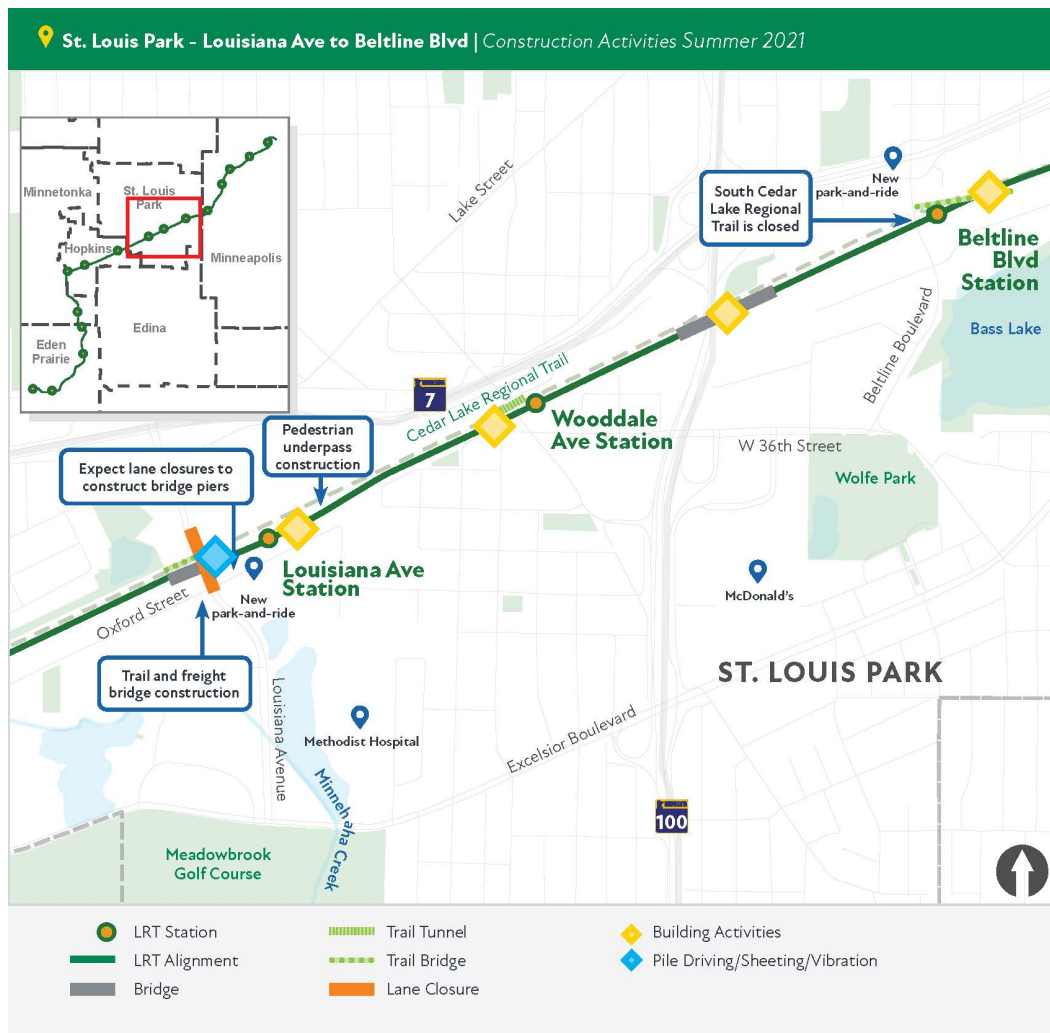 St. Louis Park - Louisiana Ave to Beltline Blvd | Construction Activities Summer 2021
Minnetonka
St. Louis
Park
Hopkins
Minneapolis
Edina
Eden
Prairie
Lake Street
South Cedar
Lake Regional
Trail is closed
New
park-and-ride
Beltline
Blvd
Station
Bass Lake
Beltline Boulevard
7
Cedar Lake Regional Trail
Wooddale
Ave Station
W 36th Street
Wolfe Park
Pedestrian
underpass
construction
Expect lane closures to
construct bridge piers
Louisiana Ave
Station
New
park-and-ride
Oxford Street
McDonald's
Trail and freight
bridge construction
ST. LOUIS PARK
Louisiana Avenue
Methodist Hospital
Excelsior Boulevard
Minnehaha Creek
100
Meadowbrook
Golf Course
LRT Station
LRT Alignment
Bridge
Trail Tunnel
Trail Bridge
Lane Closure
Building Activities
Pile Driving/Sheeting/Vibration